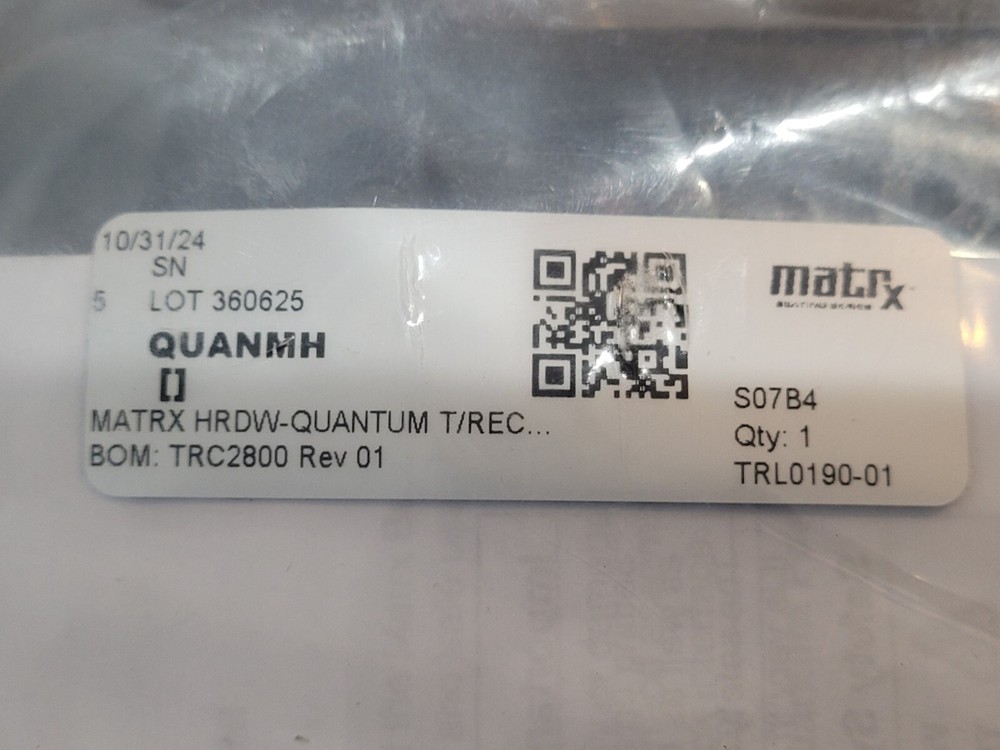 10/31/24
SN
5 LOT 360625
QUANMH
[]
MATRX HRDW-QUANTUM T/REC...
BOM: TRC2800 Rev 01
matrx
S07B4
Qty: 1
TRL0190-01